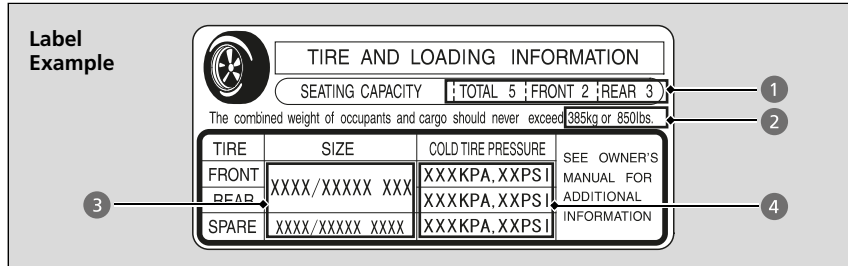 Label
Example
TIRE AND LOADING INFORMATION
SEATING CAPACITY TOTAL 5 FRONT 2 REAR 3
1
The combined weight of occupants and cargo should never exceed 385kg or 850lbs.
2
TIRE SIZE COLD TIRE PRESSURE
SEE OWNER'S
MANUAL FOR
ADDITIONAL
INFORMATION
FRONT XXXX/XXXXX XXX XXXKPA,XXPSI
REAR XXXKPA,XXPSI
SPARE XXXX/XXXXX XXXX XXXKPA,XXPSI
3
4